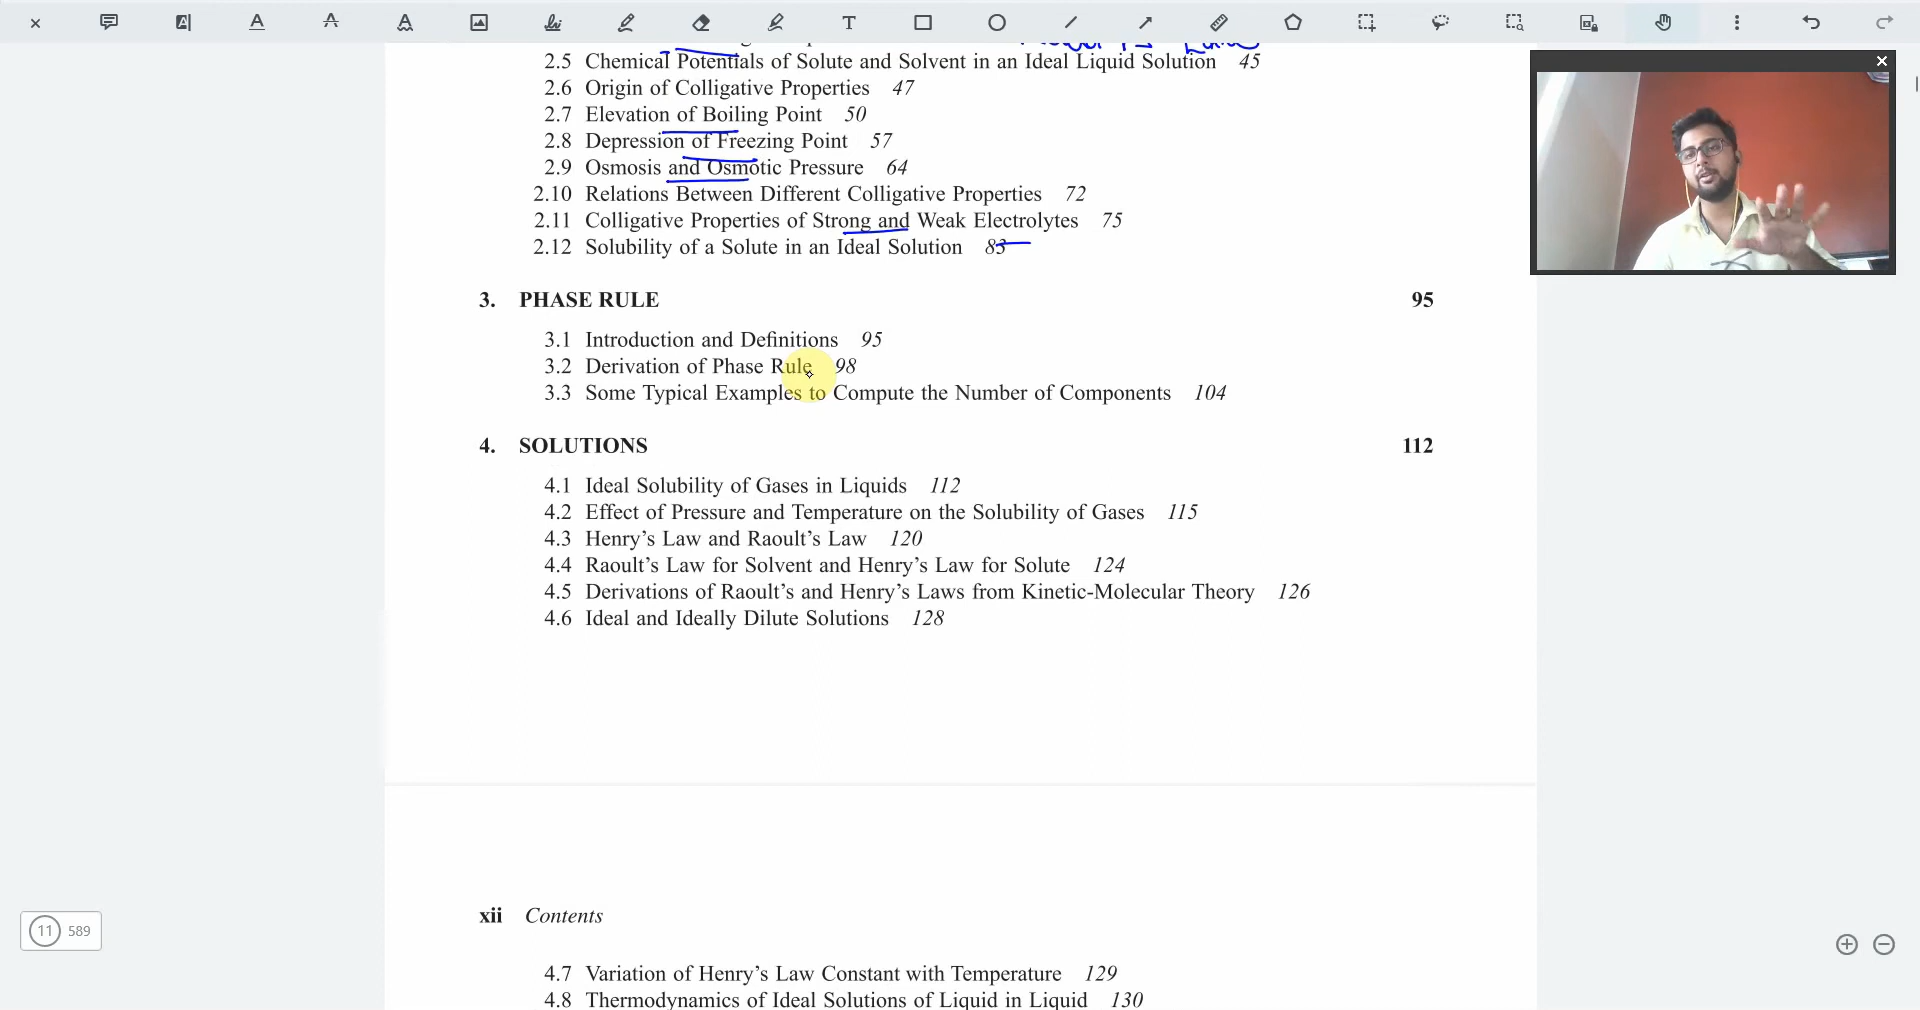 2.5 Chemical Potentials of Solute and Solvent in an Ideal Liquid Solution 45
2.6 Origin of Colligative Properties 47
2.7 Elevation of Boiling Point 50
2.8 Depression of Freezing Point 57
2.9 Osmosis and Osmotic Pressure 64
2.10 Relations Between Different Colligative Properties 72
2.11 Colligative Properties of Strong and Weak Electrolytes 75
2.12 Solubility of a Solute in an Ideal Solution 83
3. PHASE RULE 95
3.1 Introduction and Definitions 95
3.2 Derivation of Phase Rule 98
3.3 Some Typical Examples to Compute the Number of Components 104
4. SOLUTIONS 112
4.1 Ideal Solubility of Gases in Liquids 112
4.2 Effect of Pressure and Temperature on the Solubility of Gases 115
4.3 Henry's Law and Raoult's Law 120
4.4 Raoult's Law for Solvent and Henry's Law for Solute 124
4.5 Derivations of Raoult's and Henry's Laws from Kinetic-Molecular Theory 126
4.6 Ideal and Ideally Dilute Solutions 128
11 589
xii Contents
4.7 Variation of Henry's Law Constant with Temperature 129
4.8 Thermodynamics of Ideal Solutions of Liquid in Liquid 130